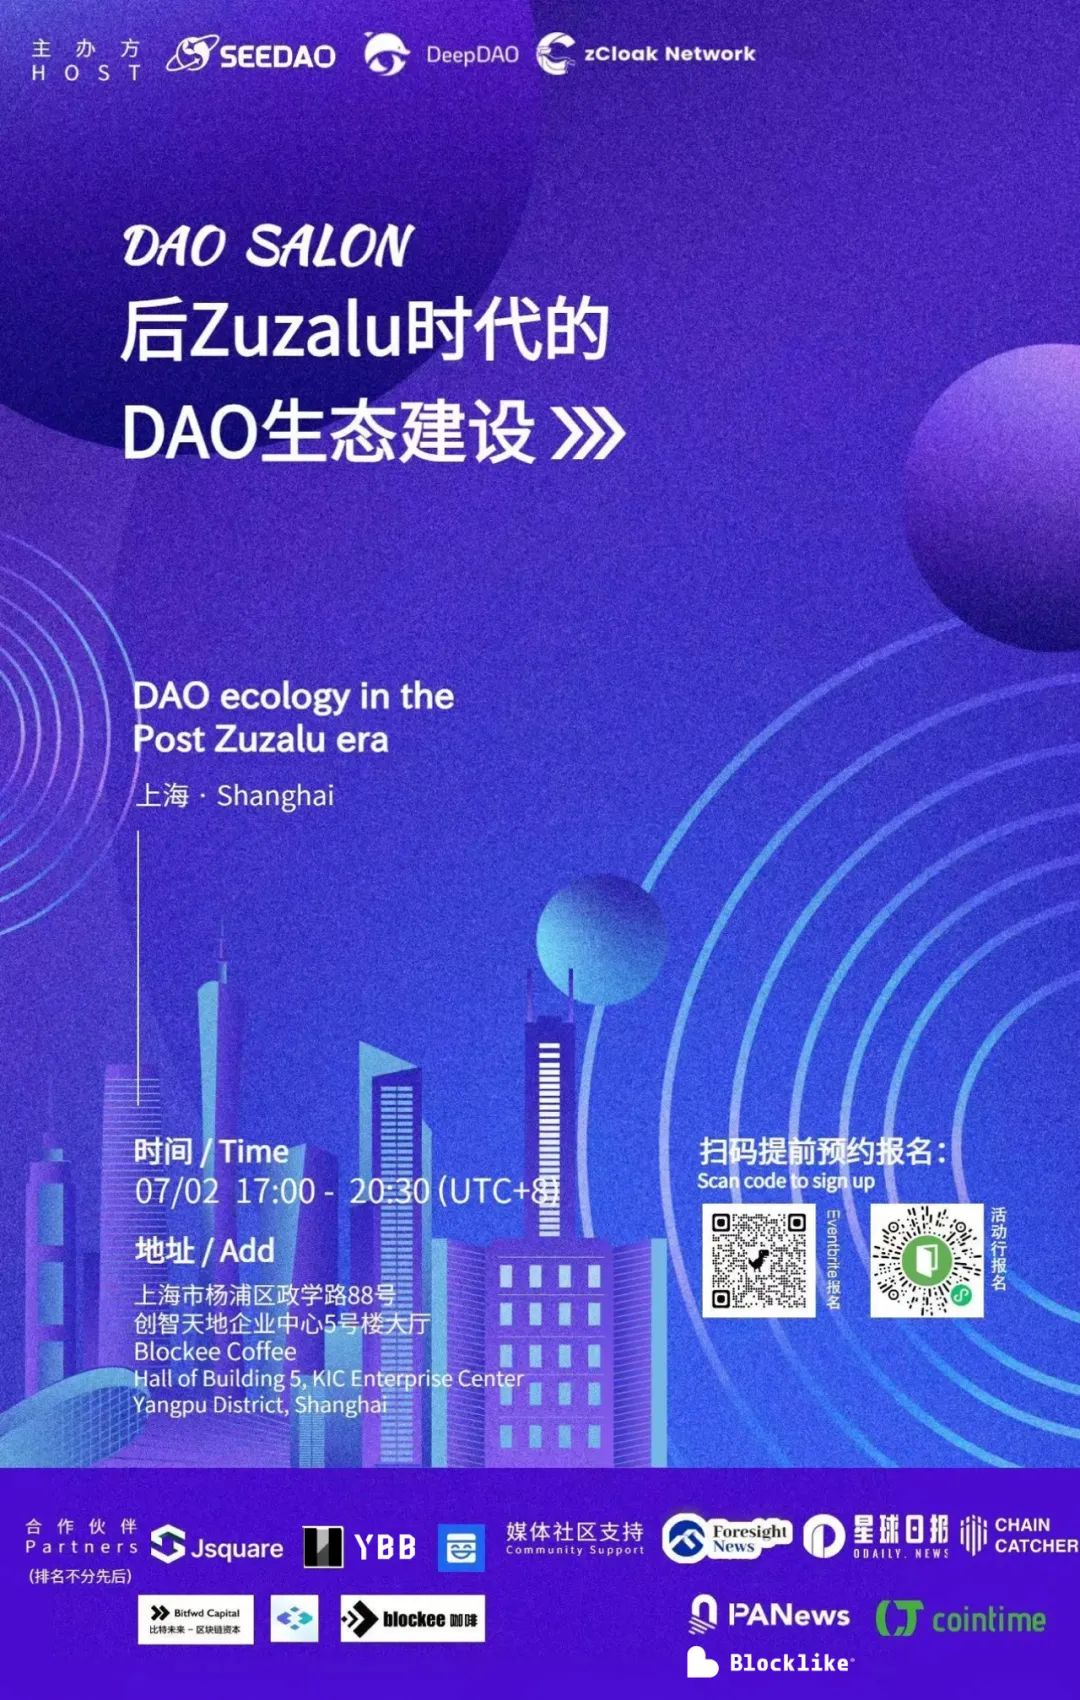 主办方
HOST
SEEDAO
DeepDAO
zCloak Network
DAO SALON
后Zuzalu时代的
DAO生态建设
DAO ecology in the
Post Zuzalu era
上海 · Shanghai
时间 / Time
07/02 17:00 - 20:30 (UTC+8)
地址 / Add
上海市杨浦区政学路88号
创智天地企业中心5号楼大厅
Blockee Coffee
Hall of Building 5, KIC Enterprise Center
Yangpu District, Shanghai
扫码提前预约报名：
Scan code to sign up
Eventbrite报名
活动行报名
合作伙伴
Partners
(排名不分先后)
Jsquare
YBB
Bitfwd Capital
比特未来 – 区块链资本
blockee 咖啡
媒体社区支持
Community Support
Foresight
News
星球日报
ODAILY. NEWS
CHAIN
CATCHER
PANews
cointime
Blocklike